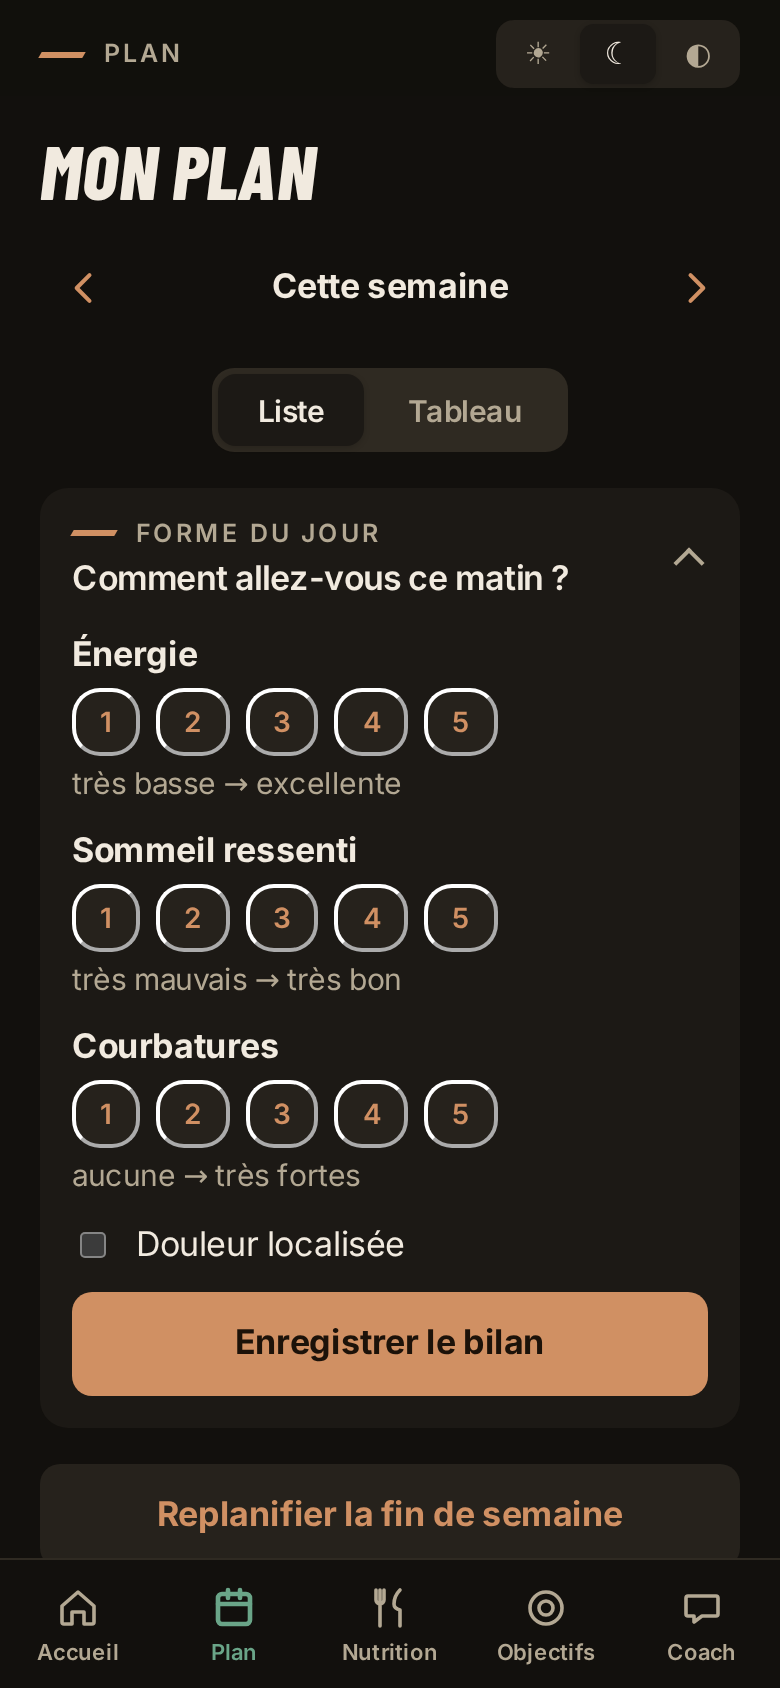 PLAN
MON PLAN
Cette semaine
Liste Tableau
FORME DU JOUR
Comment allez-vous ce matin ?
Énergie
1 2 3 4 5
très basse → excellente
Sommeil ressenti
1 2 3 4 5
très mauvais → très bon
Courbatures
1 2 3 4 5
aucune → très fortes
Douleur localisée
Enregistrer le bilan
Replanifier la fin de semaine
Accueil Plan Nutrition Objectifs Coach